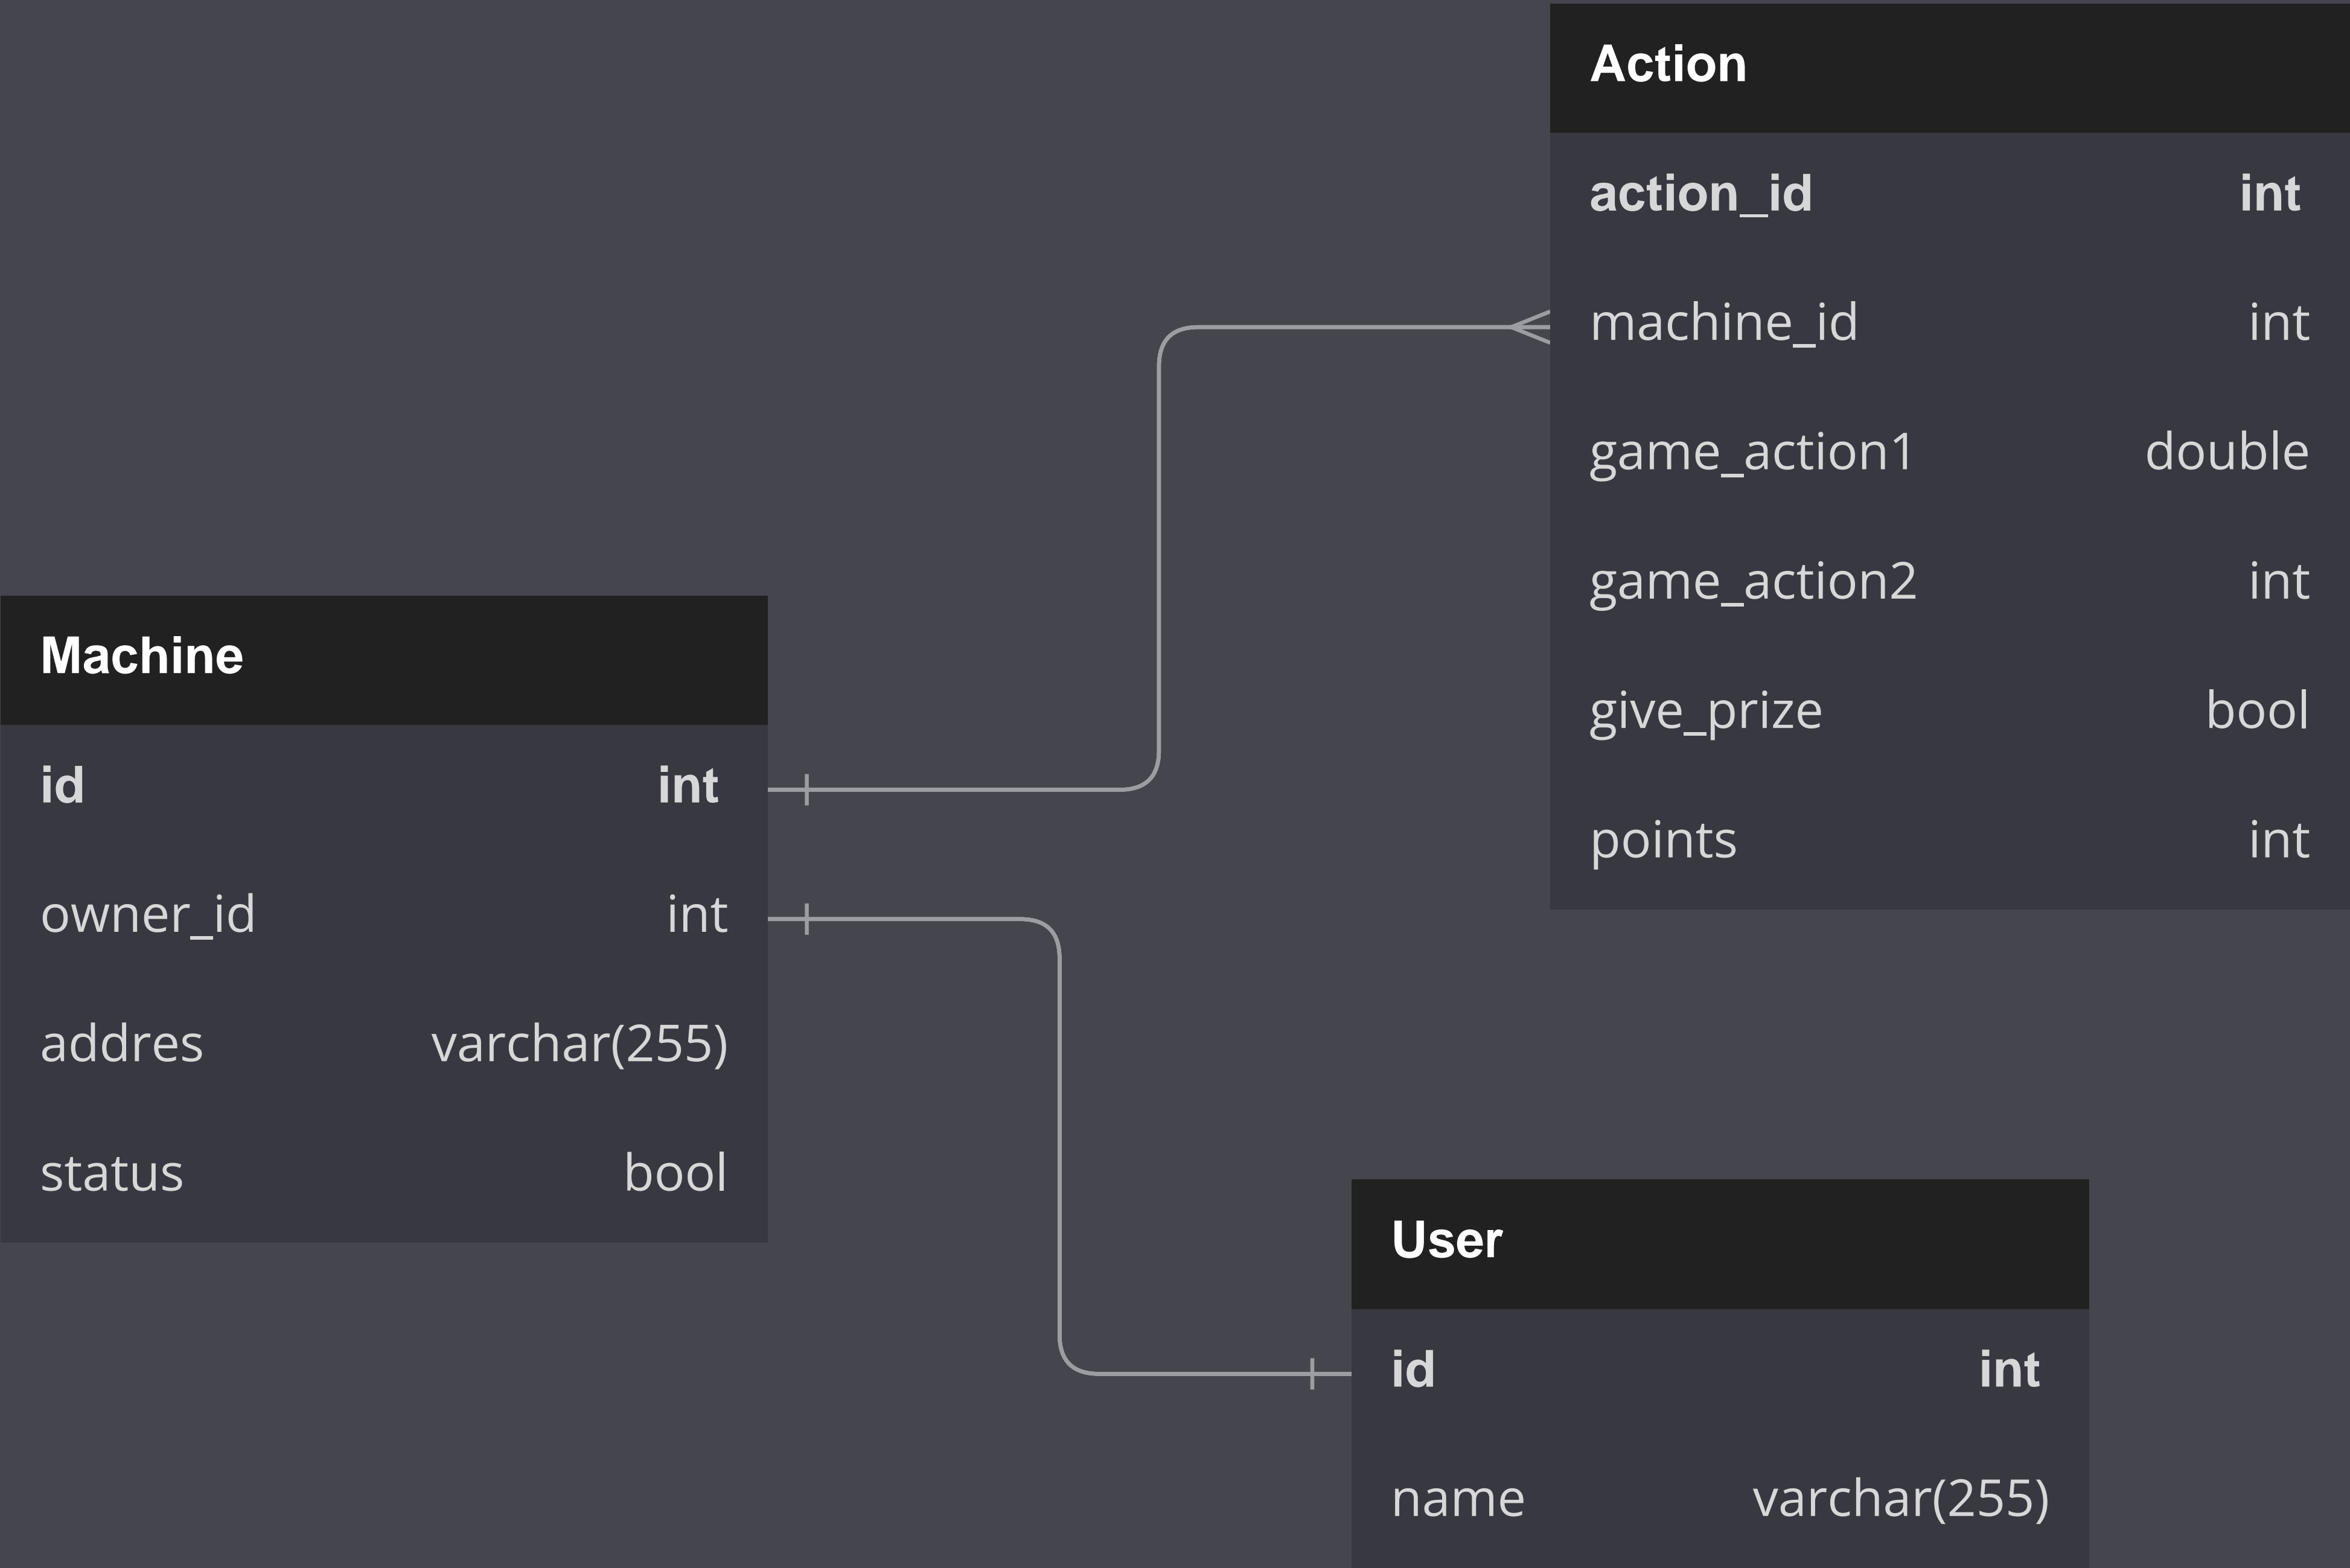 Action
action_id int
machine_id int
game_action1 double
game_action2 int
give_prize bool
points int
Machine
id int
owner_id int
addres varchar(255)
status bool
User
id int
name varchar(255)